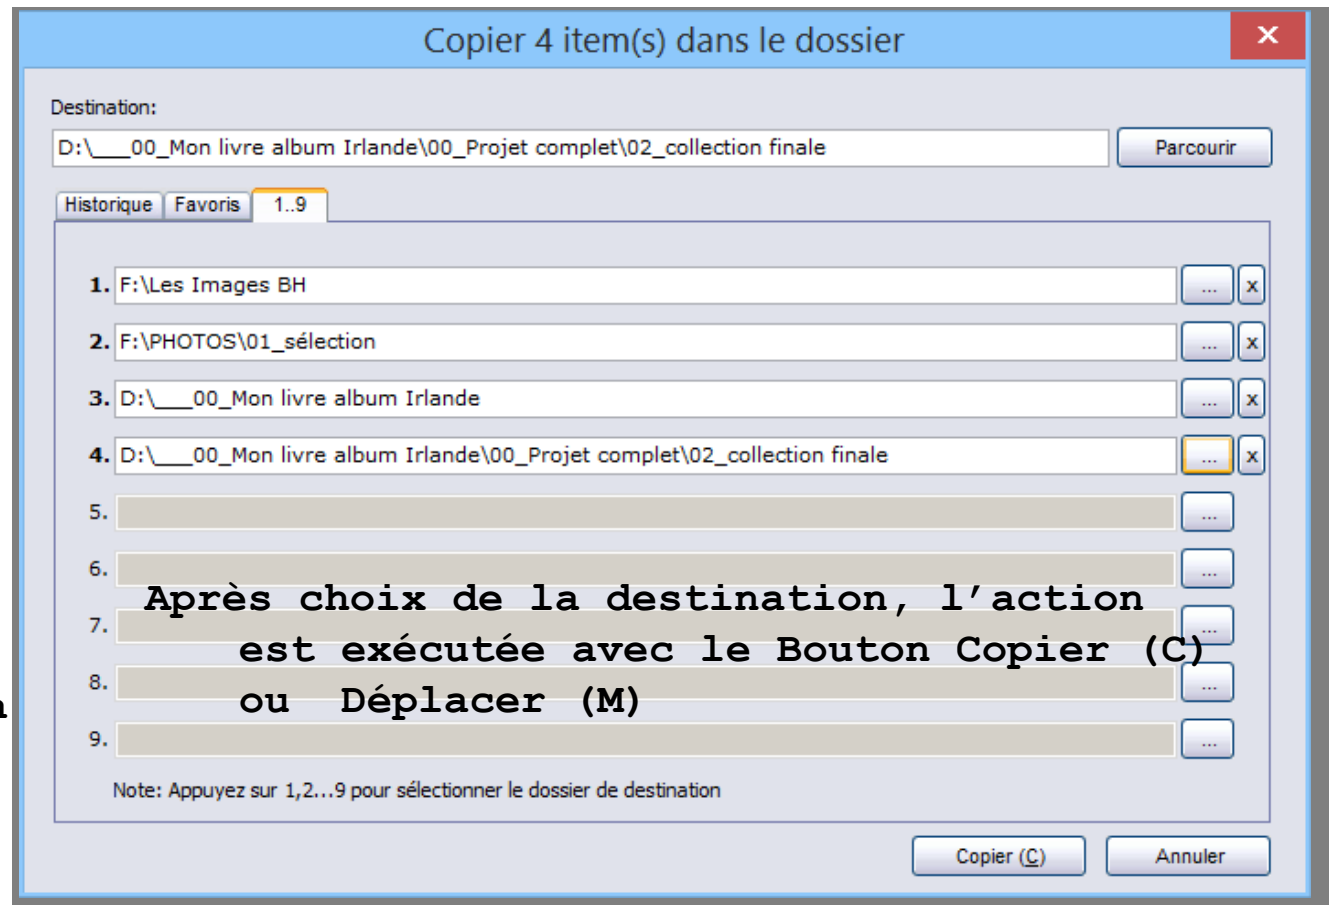 Copier 4 item(s) dans le dossier
x
Destination:
D:\___00_Mon livre album Irlande\00_Projet complet\02_collection finale
Parcourir
Historique Favoris 1..9
1. F:\Les Images BH ... x
2. F:\PHOTOS\01_sélection ... x
3. D:\___00_Mon livre album Irlande ... x
4. D:\___00_Mon livre album Irlande\00_Projet complet\02_collection finale ... x
5. ...
6. ...
Après choix de la destination, l’action
7. ...
est exécutée avec le Bouton Copier (C)
8. ...
ou Déplacer (M)
9. ...
Note: Appuyez sur 1,2...9 pour sélectionner le dossier de destination
Copier (C) Annuler